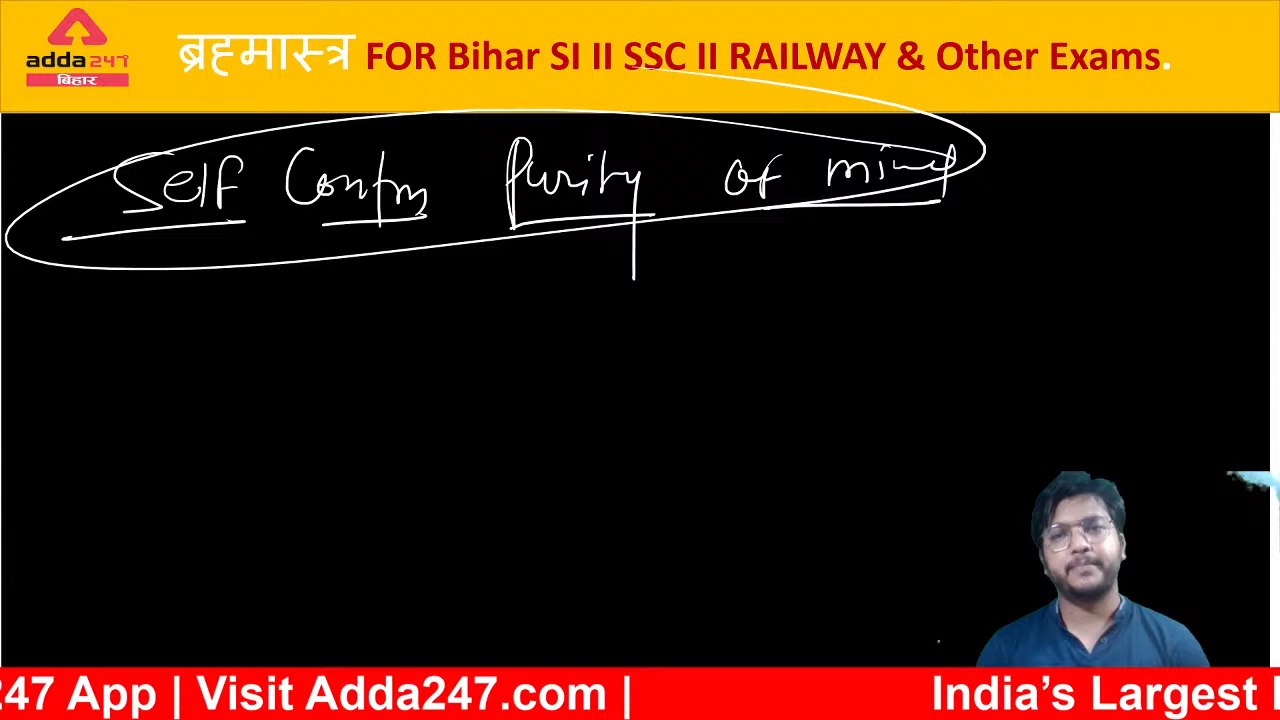 adda247
बिहार
ब्रह्मास्त्र FOR Bihar SI II SSC II RAILWAY & Other Exams.
Self Confm Purity of mind
247 App | Visit Adda247.com | India's Largest